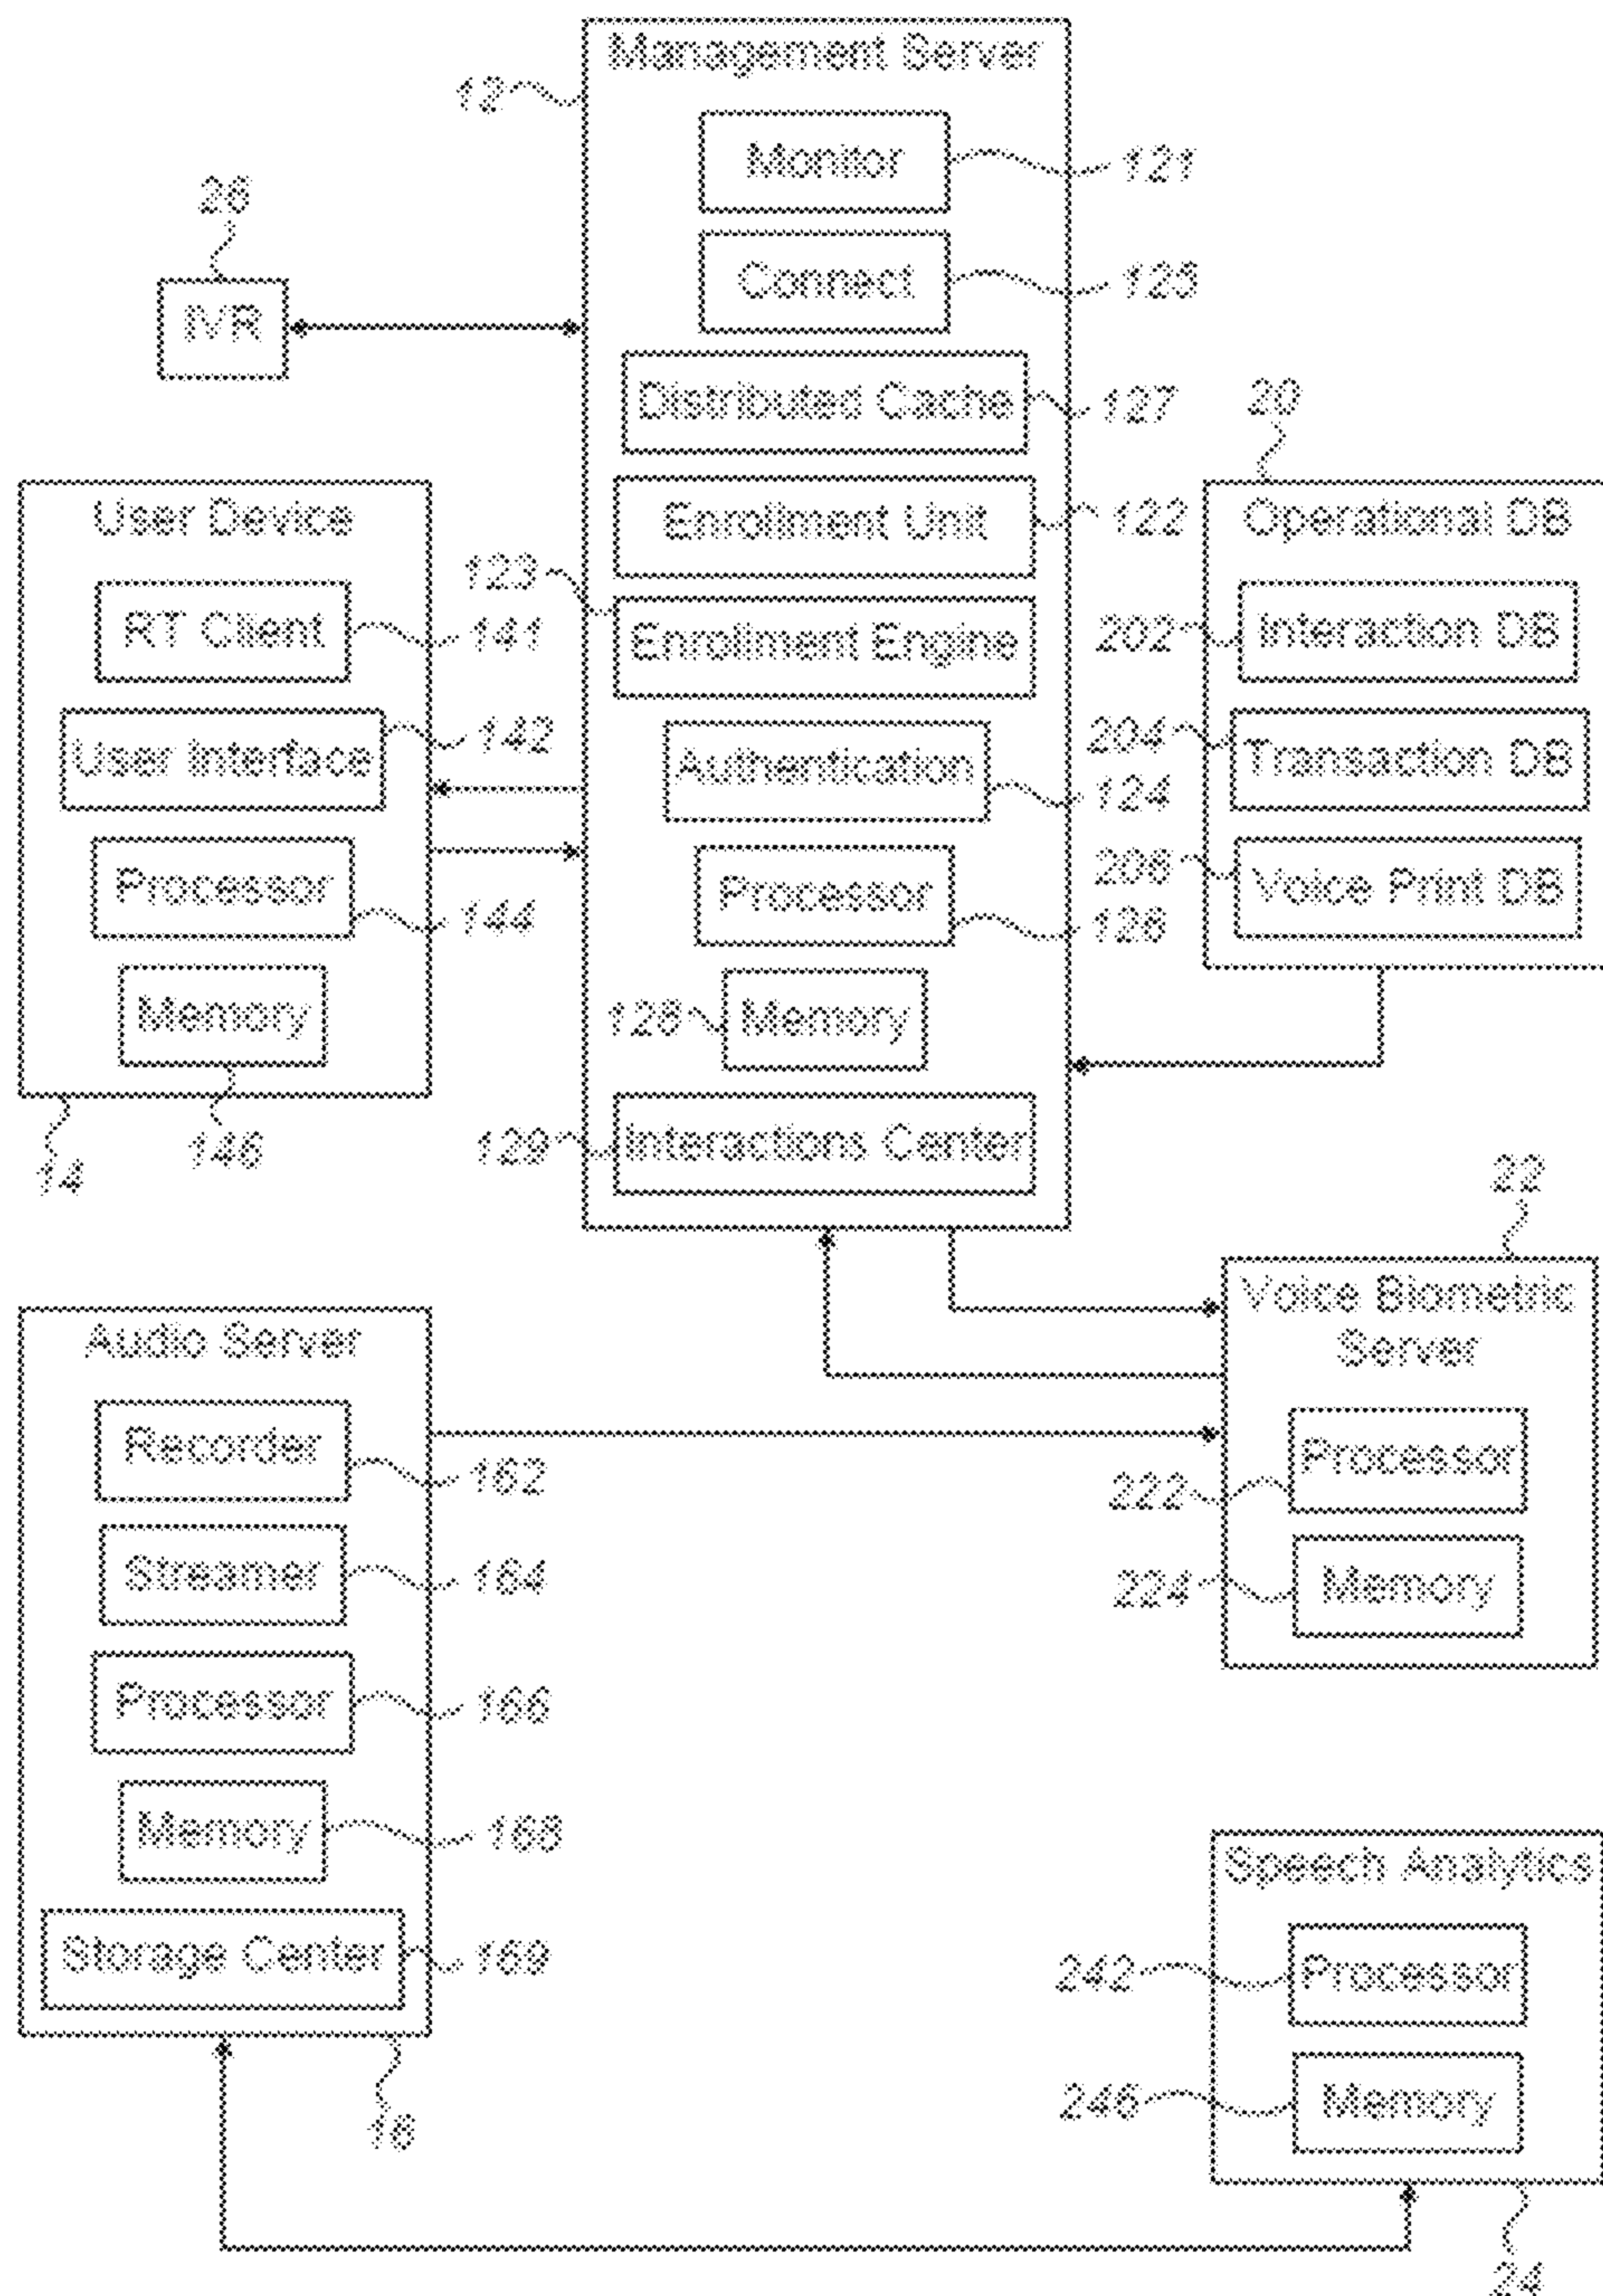 Management Server
12
Monitor
121
Connect
125
Distributed Cache
127
Enrollment Unit
122
123
Enrollment Engine
Authentication
124
Processor
126
128
Memory
129
Interactions Center
26
IVR
User Device
RT Client
141
User Interface
142
Processor
144
Memory
146
14
20
Operational DB
202
Interaction DB
204
Transaction DB
206
Voice Print DB
22
Voice Biometric
Server
Processor
222
224
Memory
Audio Server
Recorder
162
Streamer
164
Processor
166
Memory
168
Storage Center
169
16
Speech Analytics
242
Processor
246
Memory
24